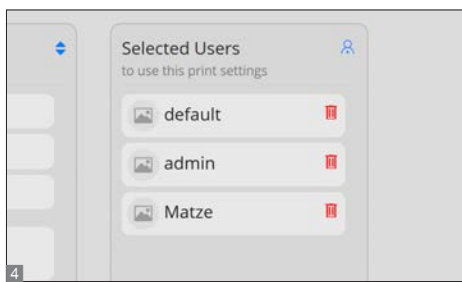 Selected Users
to use this print settings
default
admin
Matze
4